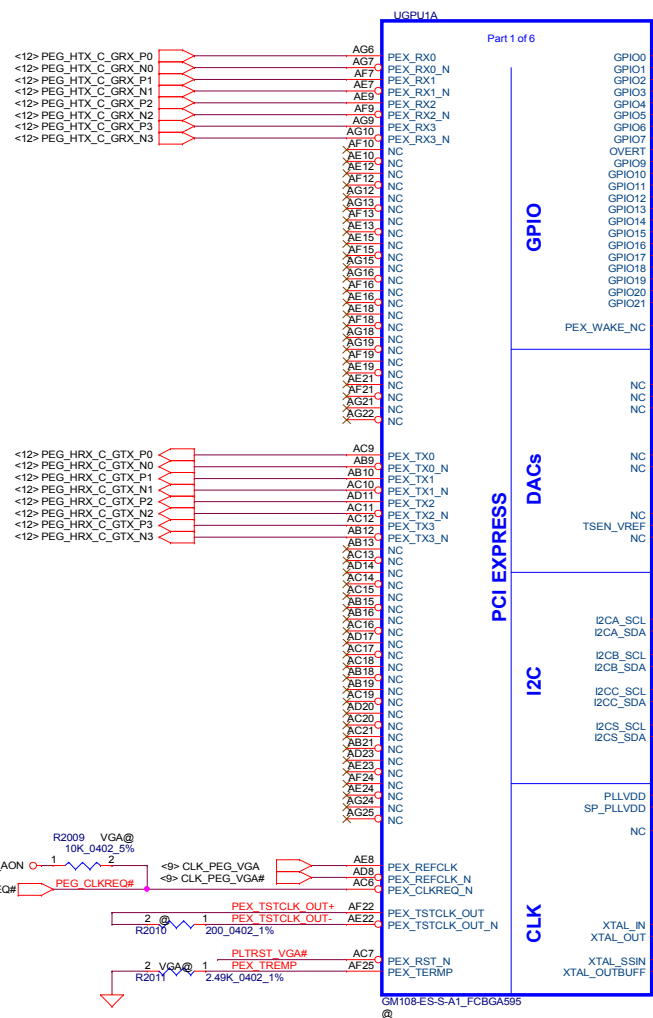 UGPU1A
Part 1 of 6
<12> PEG_HTX_C_GRX_P0 AG6 PEX_RX0 GPIO0
<12> PEG_HTX_C_GRX_N0 AG7 PEX_RX0_N GPIO1
<12> PEG_HTX_C_GRX_P1 AF7 PEX_RX1 GPIO2
<12> PEG_HTX_C_GRX_N1 AE7 PEX_RX1_N GPIO3
<12> PEG_HTX_C_GRX_P2 AE9 PEX_RX2 GPIO4
<12> PEG_HTX_C_GRX_N2 AF9 PEX_RX2_N GPIO5
<12> PEG_HTX_C_GRX_P3 AG9 PEX_RX3 GPIO6
<12> PEG_HTX_C_GRX_N3 AG10 PEX_RX3_N GPIO7
AF10 NC OVERT
AE10 NC GPIO9
AE12 NC GPIO10
AF12 NC GPIO11
AG12 NC GPIO12
AG13 NC GPIO13
AF13 NC GPIO14
AE13 NC GPIO15
AE15 NC GPIO16
AF15 NC GPIO17
AG15 NC GPIO18
AG16 NC GPIO19
AF16 NC GPIO20
AE16 NC GPIO21
AE18 NC
AF18 NC PEX_WAKE_NC
AG18 NC
AG19 NC
AF19 NC
AE19 NC
AE21 NC NC
AF21 NC NC
AG21 NC NC
AG22 NC
GPIO
<12> PEG_HRX_C_GTX_P0 AC9 PEX_TX0 NC
<12> PEG_HRX_C_GTX_N0 AB9 PEX_TX0_N NC
<12> PEG_HRX_C_GTX_P1 AB10 PEX_TX1
<12> PEG_HRX_C_GTX_N1 AC10 PEX_TX1_N
<12> PEG_HRX_C_GTX_P2 AD11 PEX_TX2
<12> PEG_HRX_C_GTX_N2 AC11 PEX_TX2_N NC
<12> PEG_HRX_C_GTX_P3 AC12 PEX_TX3 TSEN_VREF
<12> PEG_HRX_C_GTX_N3 AB12 PEX_TX3_N NC
DACs
PCI EXPRESS
AB13 NC
AC13 NC
AD14 NC
AC14 NC
AC15 NC
AB15 NC
AB16 NC I2CA_SCL
AC16 NC I2CA_SDA
AD17 NC
AC17 NC I2CB_SCL
AC18 NC I2CB_SDA
AB18 NC
AB19 NC I2CC_SCL
AC19 NC I2CC_SDA
AD20 NC
AC20 NC I2CS_SCL
AC21 NC I2CS_SDA
AB21 NC
AD23 NC
AE23 NC
AF24 NC
AE24 NC PLLVDD
AG24 NC SP_PLLVDD
AG25 NC
NC
I2C
R2009 VGA@
10K_0402_5%
_AON 1 2
<9> CLK_PEG_VGA AE8 PEX_REFCLK
<9> CLK_PEG_VGA# AD8 PEX_REFCLK_N
EQ# PEG_CLKREQ# AC6 PEX_CLKREQ_N
PEX_TSTCLK_OUT+ AF22 PEX_TSTCLK_OUT
2 @ 1 PEX_TSTCLK_OUT- AE22 PEX_TSTCLK_OUT_N XTAL_IN
R2010 200_0402_1% XTAL_OUT
CLK
PLTRST_VGA# AC7 PEX_RST_N XTAL_SSIN
2 VGA@ 1 PEX_TREMP AF25 PEX_TERMP XTAL_OUTBUFF
R2011 2.49K_0402_1%
GM108-ES-S-A1_FCBGA595
@